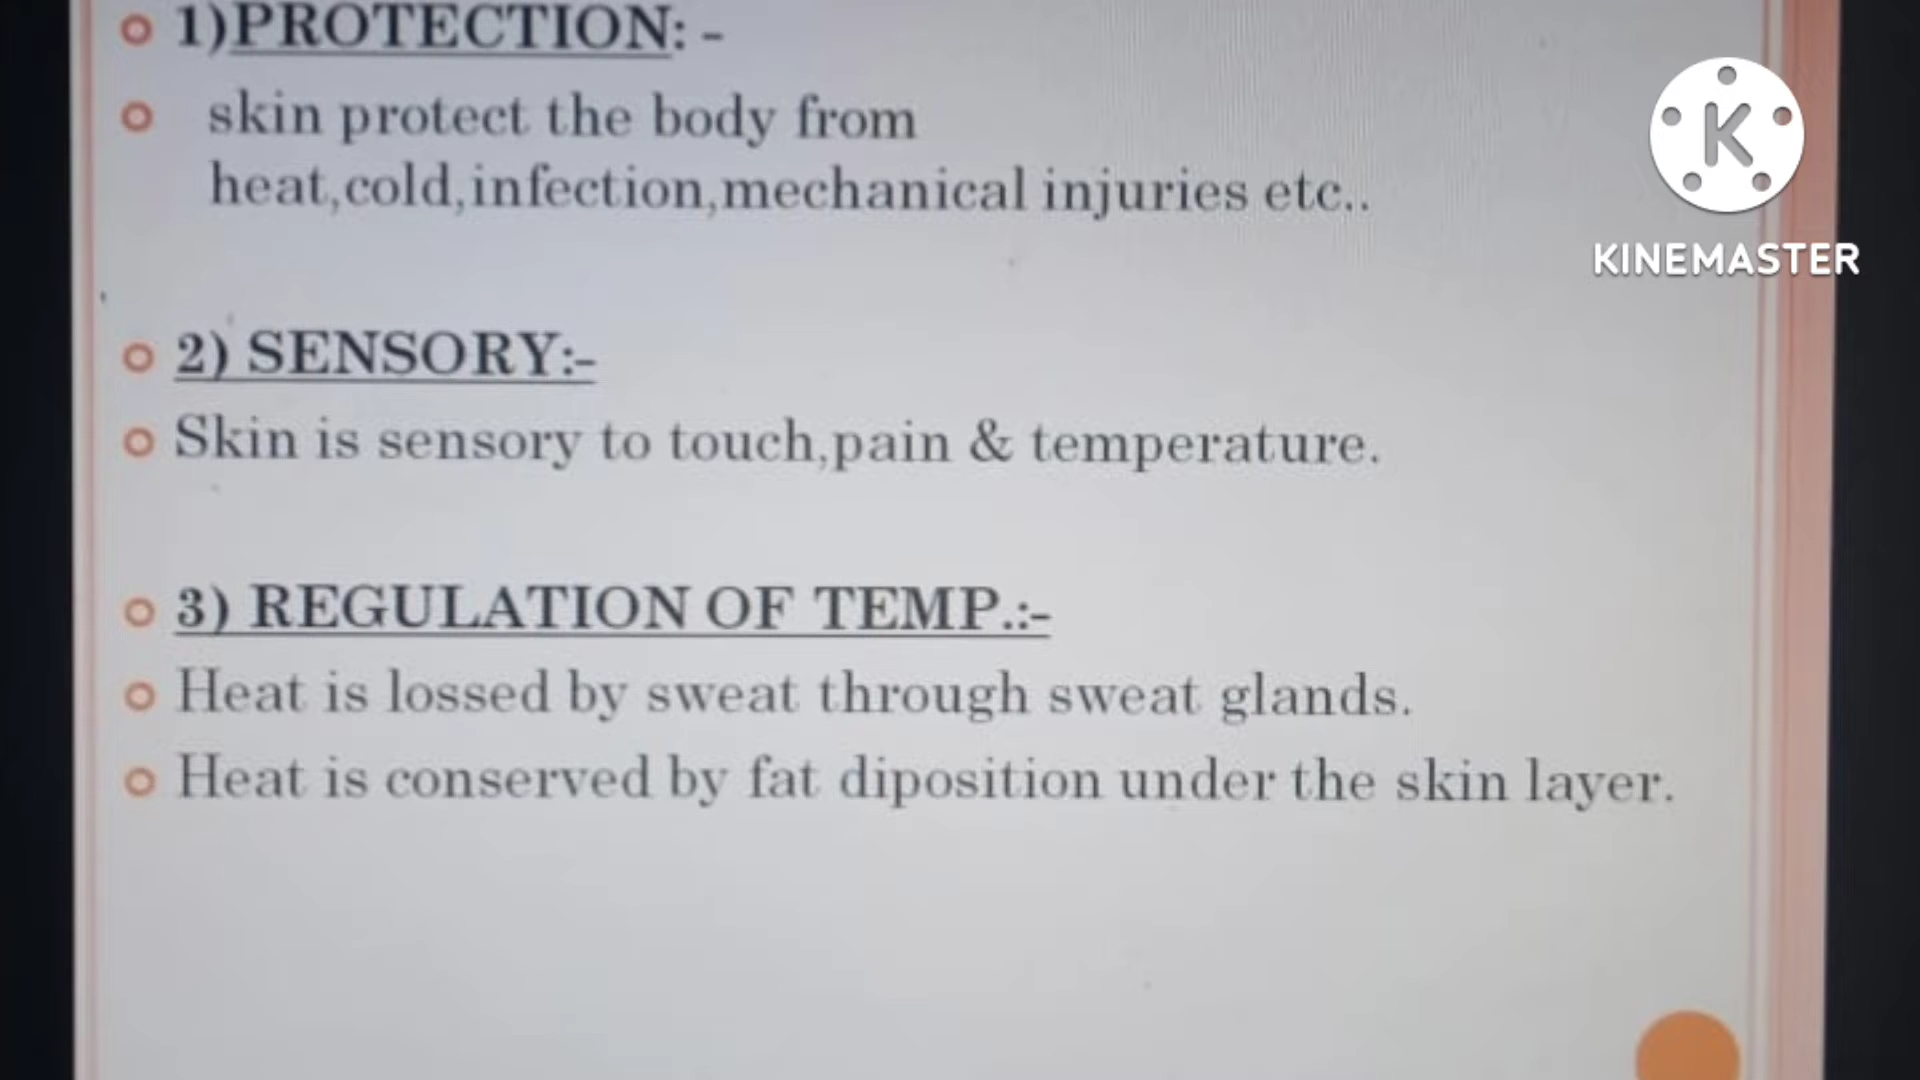 1)PROTECTION: -
skin protect the body from
heat,cold,infection,mechanical injuries etc..
2) SENSORY:-
Skin is sensory to touch,pain & temperature.
3) REGULATION OF TEMP.:-
Heat is lossed by sweat through sweat glands.
Heat is conserved by fat diposition under the skin layer.
K
KINEMASTER